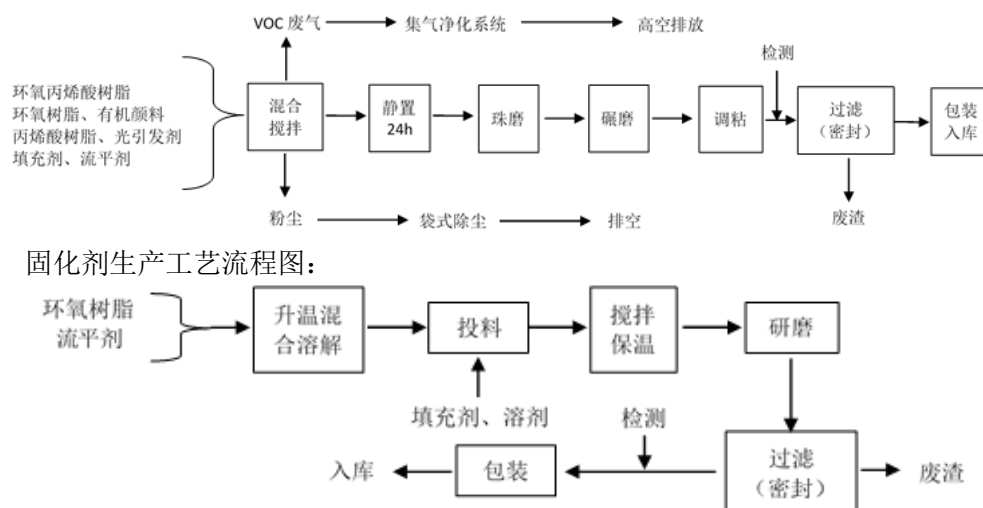 VOC 废气
集气净化系统
高空排放
检测
环氧丙烯酸树脂
环氧树脂、有机颜料
丙烯酸树脂、光引发剂
填充剂、流平剂
混合
搅拌
静置
24h
珠磨
碾磨
调粘
过滤
（密封）
包装
入库
粉尘
袋式除尘
排空
废渣
固化剂生产工艺流程图：
环氧树脂
流平剂
升温混
合溶解
投料
搅拌
保温
研磨
填充剂、溶剂
检测
入库
包装
过滤
（密封）
废渣